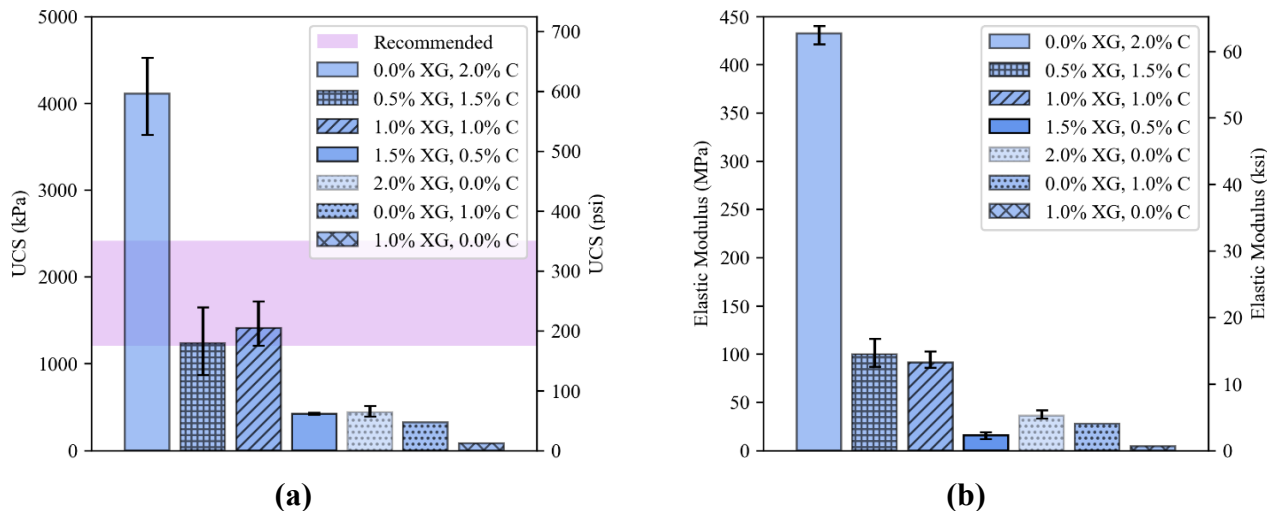 5000
4000
3000
2000
1000
0
UCS (kPa)
Recommended
0.0% XG, 2.0% C
0.5% XG, 1.5% C
1.0% XG, 1.0% C
1.5% XG, 0.5% C
2.0% XG, 0.0% C
0.0% XG, 1.0% C
1.0% XG, 0.0% C
700
600
500
400
300
200
100
0
UCS (psi)
(a)
450
400
350
300
250
200
150
100
50
0
Elastic Modulus (MPa)
0.0% XG, 2.0% C
0.5% XG, 1.5% C
1.0% XG, 1.0% C
1.5% XG, 0.5% C
2.0% XG, 0.0% C
0.0% XG, 1.0% C
1.0% XG, 0.0% C
60
50
40
30
20
10
0
Elastic Modulus (ksi)
(b)